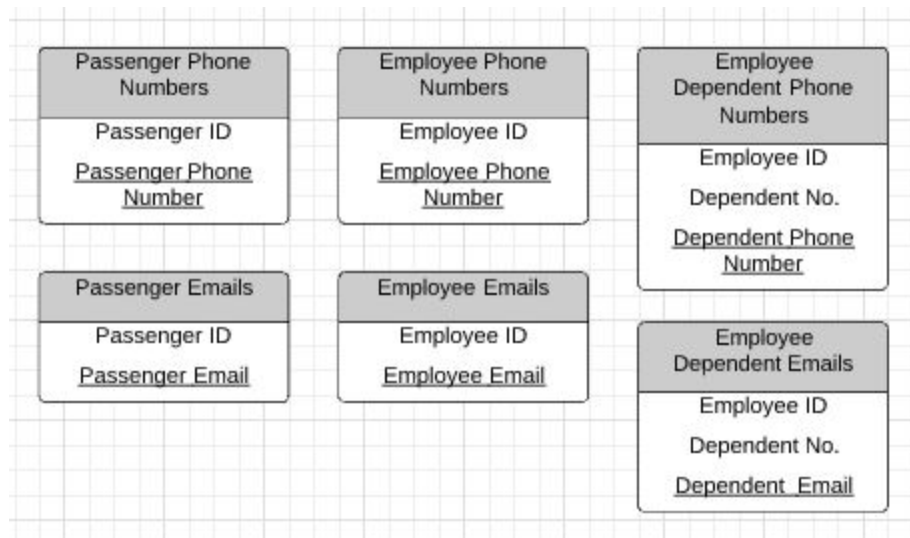 Passenger Phone
Numbers
Passenger ID
Passenger Phone
Number
Employee Phone
Numbers
Employee ID
Employee Phone
Number
Employee
Dependent Phone
Numbers
Employee ID
Dependent No.
Dependent Phone
Number
Passenger Emails
Passenger ID
Passenger Email
Employee Emails
Employee ID
Employee Email
Employee
Dependent Emails
Employee ID
Dependent No.
Dependent Email